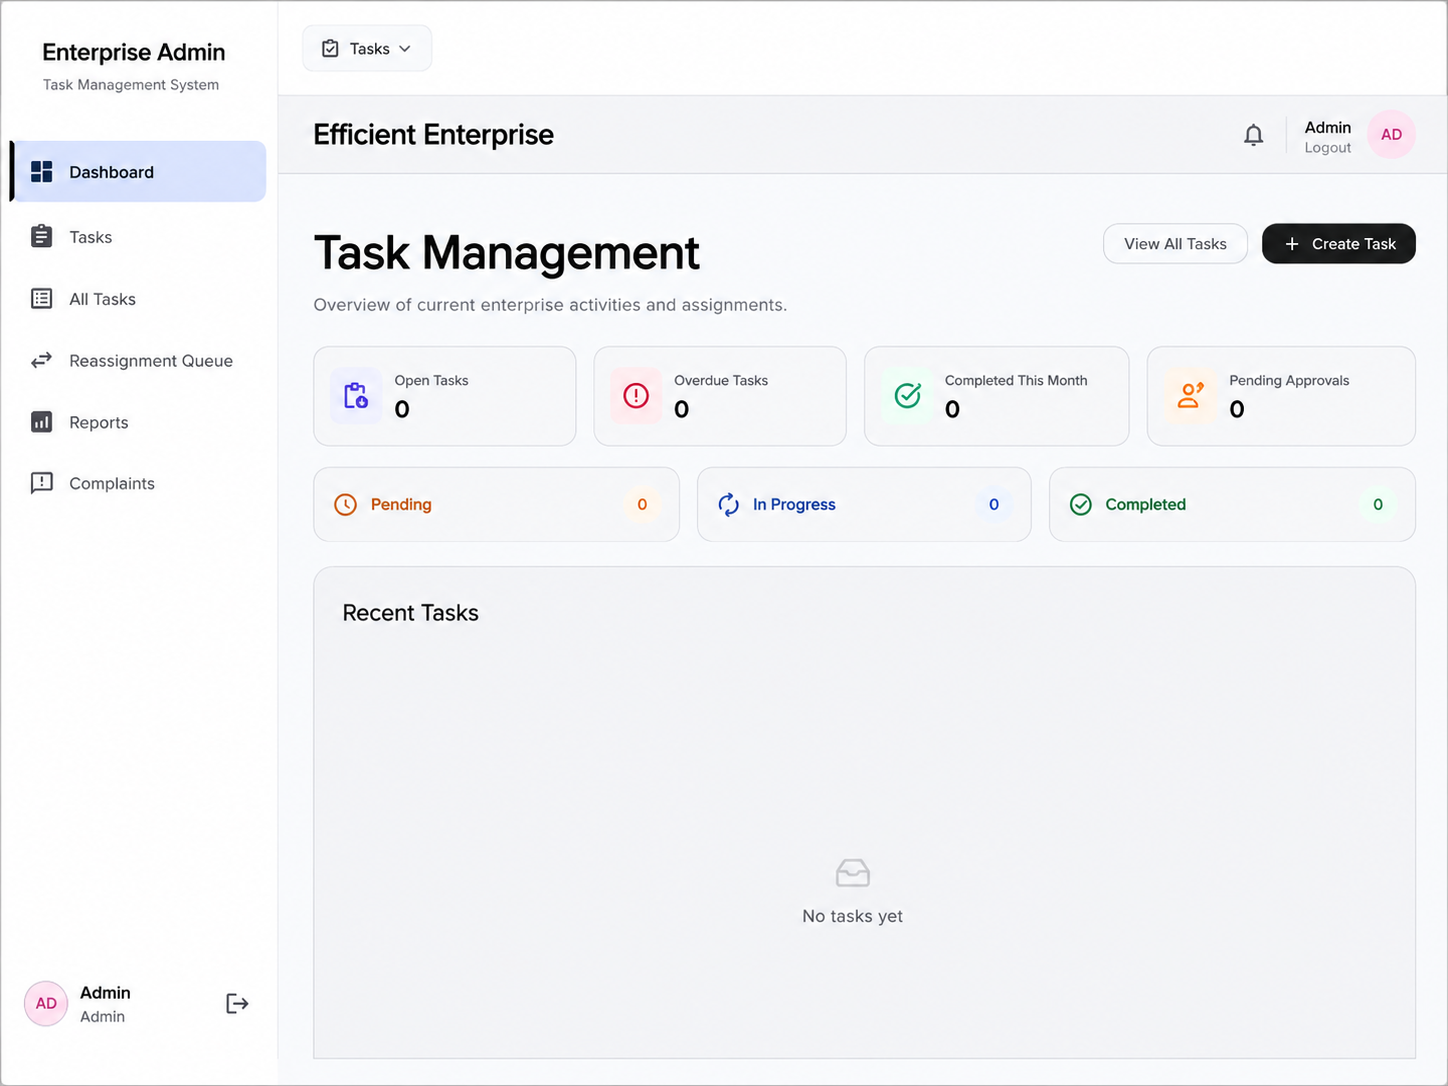 Enterprise Admin
Task Management System
Dashboard
Tasks
All Tasks
Reassignment Queue
Reports
Complaints
AD
Admin
Admin
Tasks
Efficient Enterprise
Admin
Logout
AD
Task Management
Overview of current enterprise activities and assignments.
View All Tasks
+ Create Task
Open Tasks
0
Overdue Tasks
0
Completed This Month
0
Pending Approvals
0
Pending 0
In Progress 0
Completed 0
Recent Tasks
No tasks yet